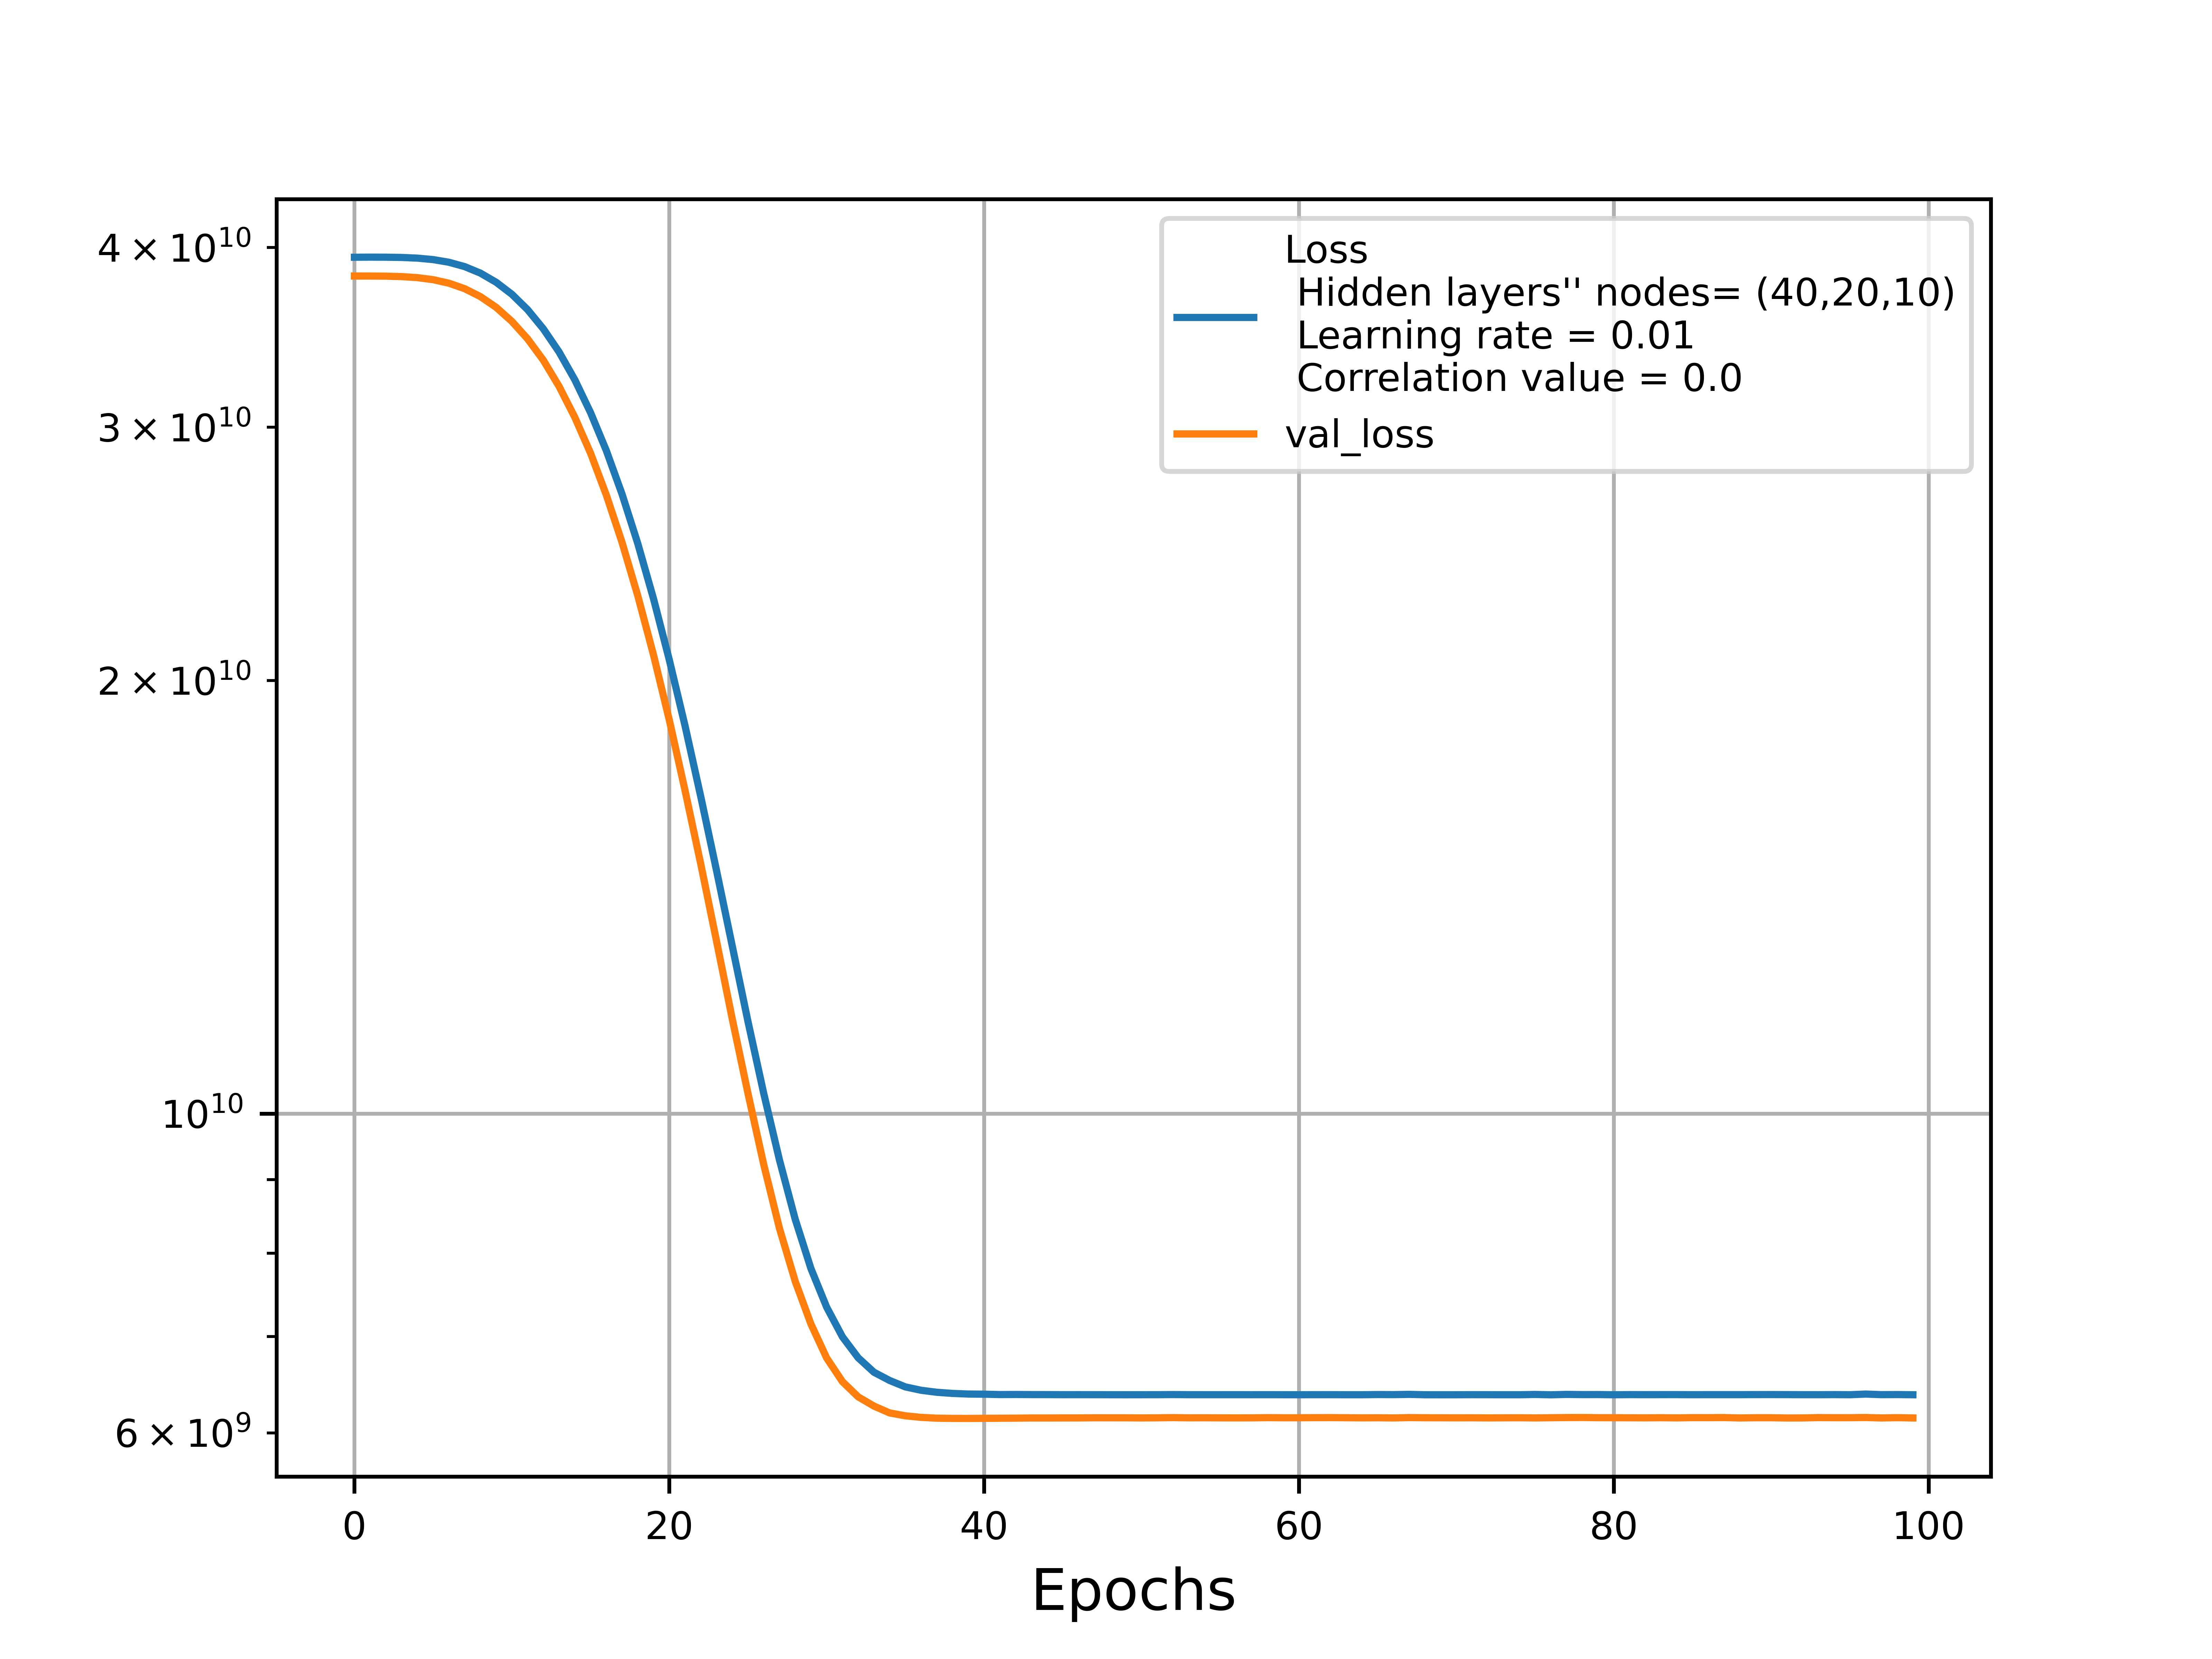 4 × 10¹⁰
3 × 10¹⁰
2 × 10¹⁰
10¹⁰
6 × 10⁹
Loss
Hidden layers'' nodes= (40,20,10)
Learning rate = 0.01
Correlation value = 0.0
val_loss
0 20 40 60 80 100
Epochs